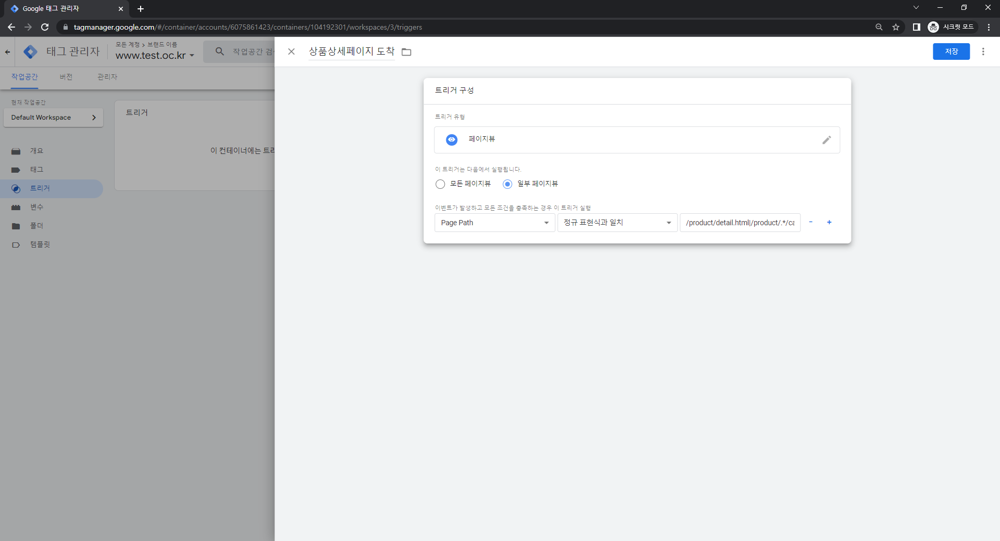 Google 태그 관리자
tagmanager.google.com/#/container/accounts/6075861423/containers/104192301/workspaces/3/triggers
시크릿 모드
태그 관리자
모든 계정 > 브랜드 이름
www.test.oc.kr
작업공간 검
상품상세페이지 도착
저장
작업공간
버전
관리자
현재 작업공간
Default Workspace
개요
태그
트리거
변수
폴더
템플릿
트리거
이 컨테이너에는 트리
트리거 구성
트리거 유형
페이지뷰
이 트리거는 다음에서 실행됩니다.
모든 페이지뷰
일부 페이지뷰
이벤트가 발생하고 모든 조건을 충족하는 경우 이 트리거 실행
Page Path
정규 표현식과 일치
/product/detail.html|/product/.*/ca
-
+